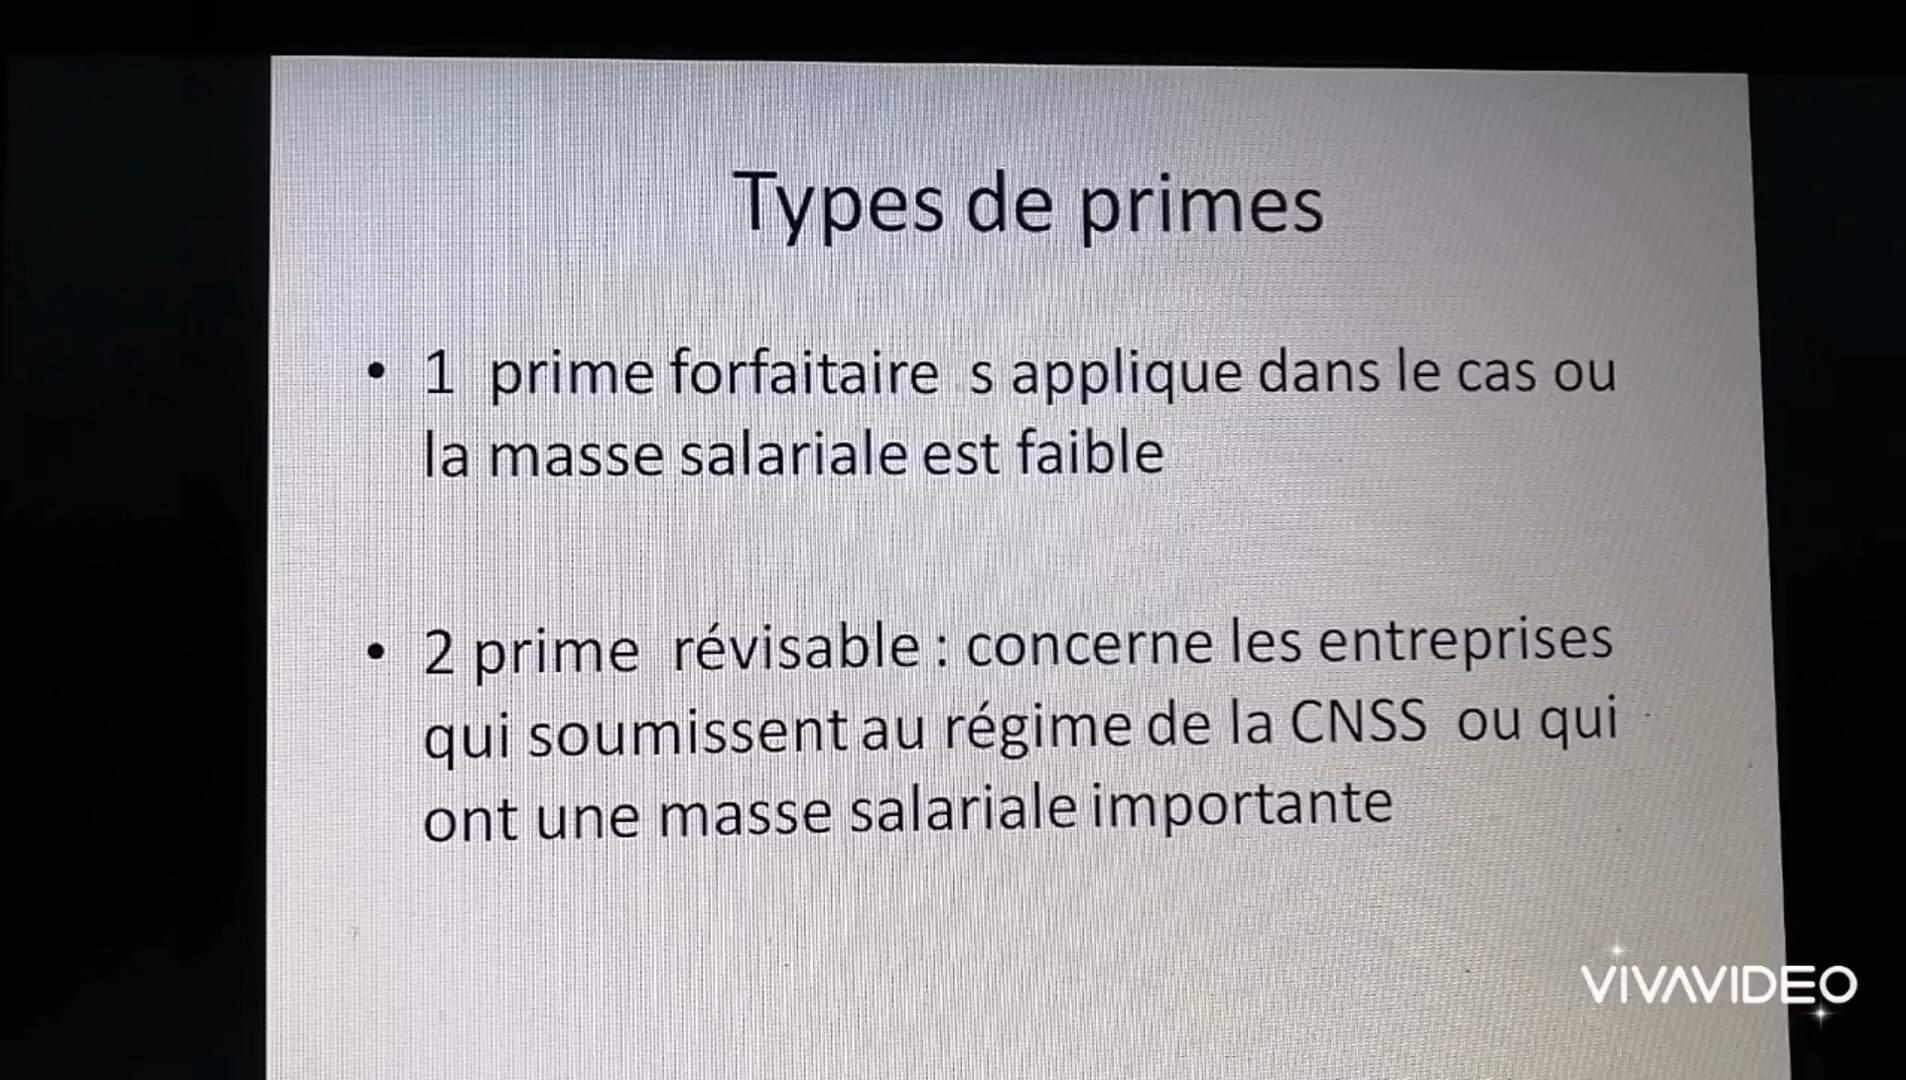 Types de primes
• 1 prime forfaitaire s applique dans le cas ou
la masse salariale est faible
• 2 prime révisable : concerne les entreprises
qui soumissent au régime de la CNSS ou qui
ont une masse salariale importante
VIVAVIDEO